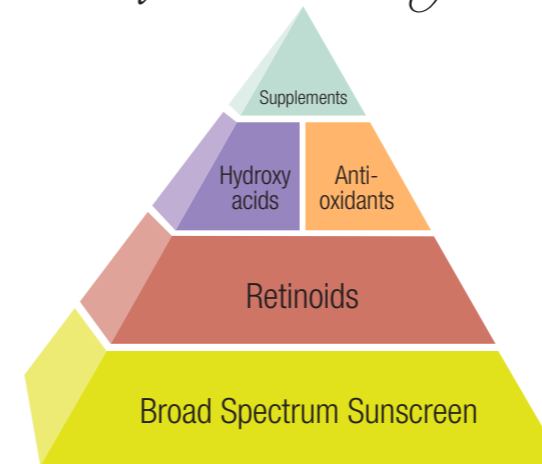 Supplements
Hydroxy
acids
Anti-
oxidants
Retinoids
Broad Spectrum Sunscreen